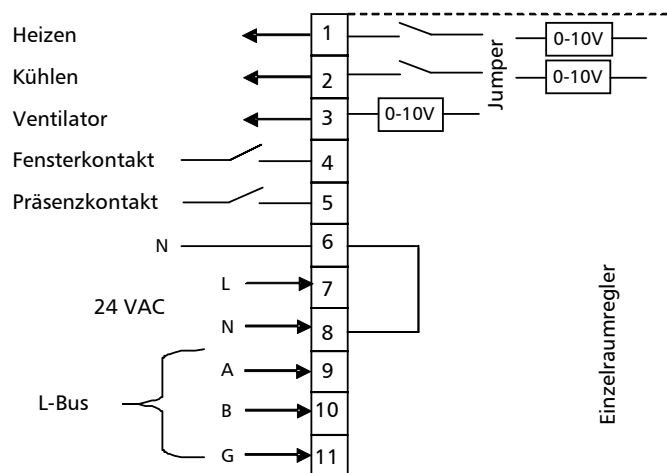 Heizen 1 0-10V
Kühlen 2 0-10V
Jumper
Ventilator 3 0-10V
Fensterkontakt 4
Präsenzkontakt 5
N 6
L 7
24 VAC
N 8
A 9
L-Bus
B 10
G 11
Einzelraumregler